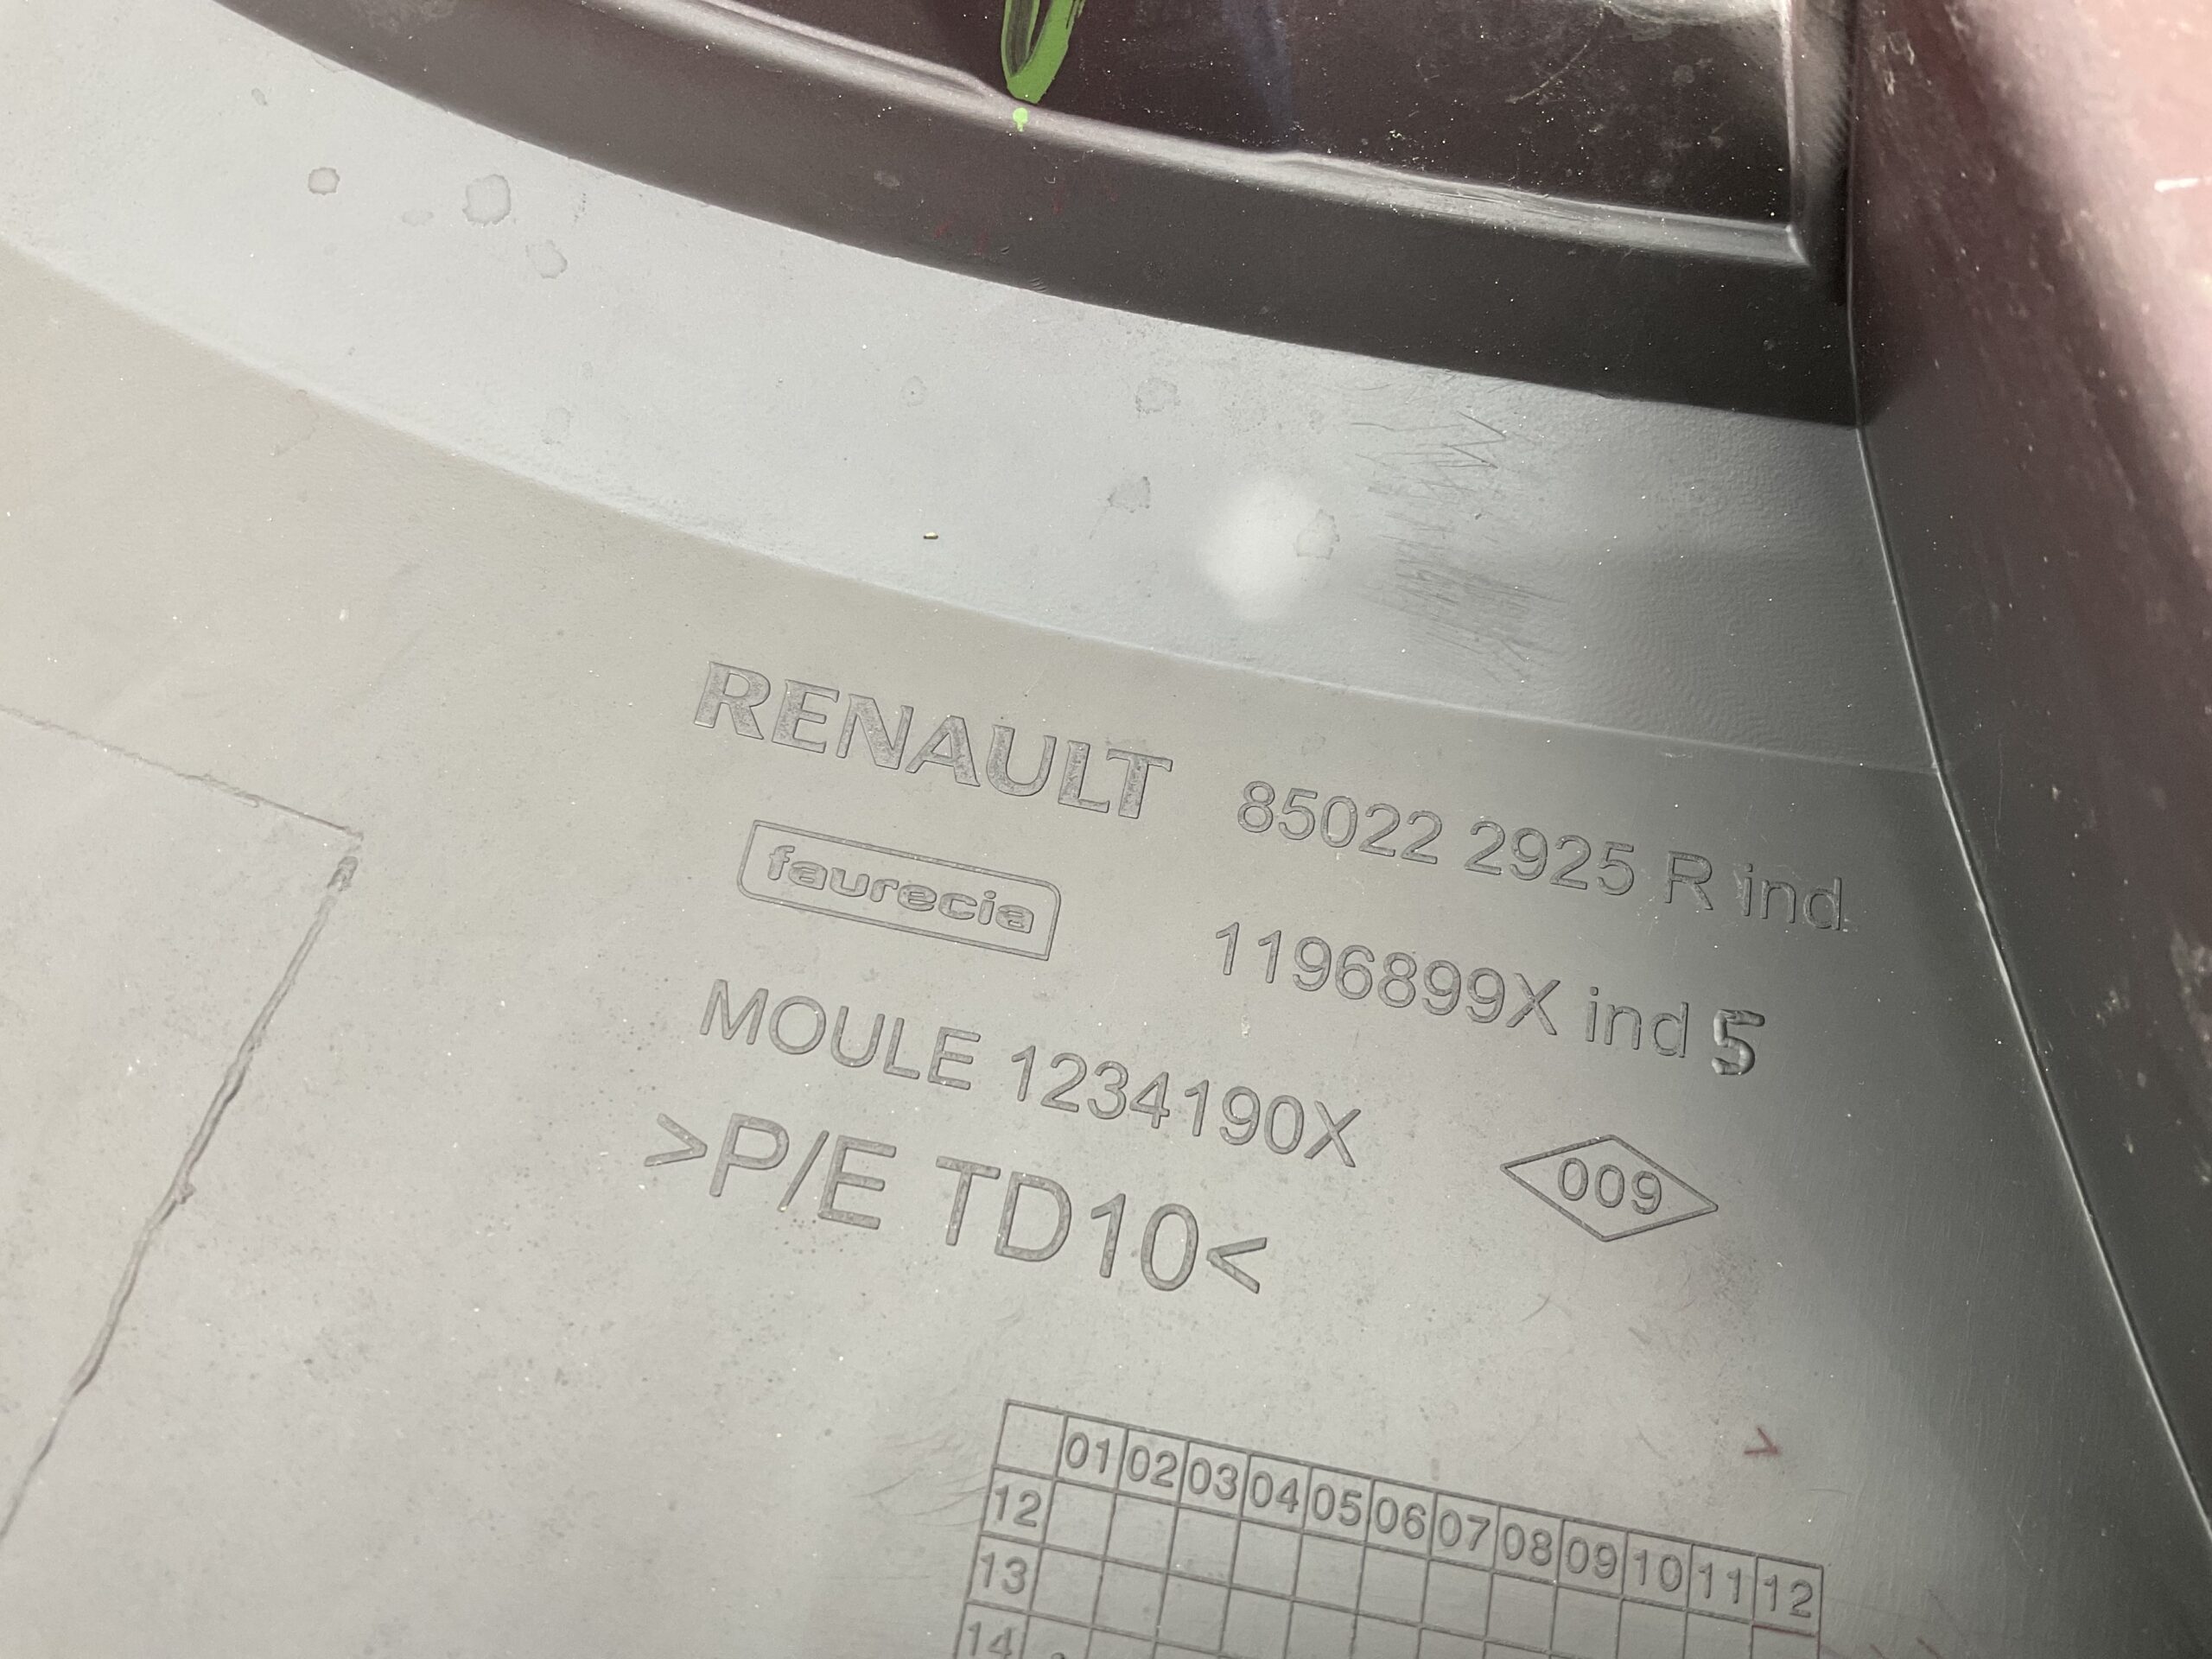 RENAULT 85022 2925 R ind
faurecia 1196899X ind 5
MOULE 1234190X
>P/E TD10<
009
01 02 03 04 05 06 07 08 09 10 11 12
12
13
14